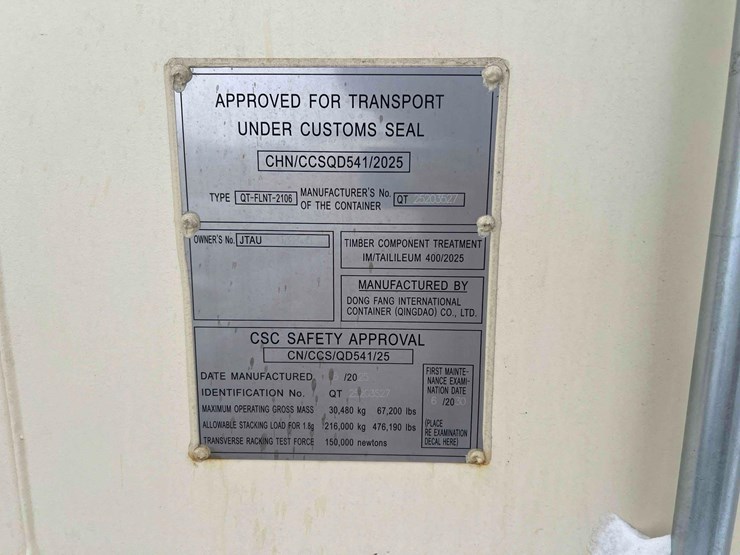 APPROVED FOR TRANSPORT
UNDER CUSTOMS SEAL
CHN/CCSQD541/2025
TYPE QT-FLNT-2106 MANUFACTURER'S No. OF THE CONTAINER QT
OWNER'S No. JTAU
TIMBER COMPONENT TREATMENT
IM/TAILILEUM 400/2025
MANUFACTURED BY
DONG FANG INTERNATIONAL
CONTAINER (QINGDAO) CO., LTD.
CSC SAFETY APPROVAL
CN/CCS/QD541/25
DATE MANUFACTURED /20
IDENTIFICATION No. QT
MAXIMUM OPERATING GROSS MASS 30,480 kg 67,200 lbs
ALLOWABLE STACKING LOAD FOR 1.8g 216,000 kg 476,190 lbs
TRANSVERSE RACKING TEST FORCE 150,000 newtons
FIRST MAINTE-
NANCE EXAMI-
NATION DATE
/20
(PLACE
RE EXAMINATION
DECAL HERE)